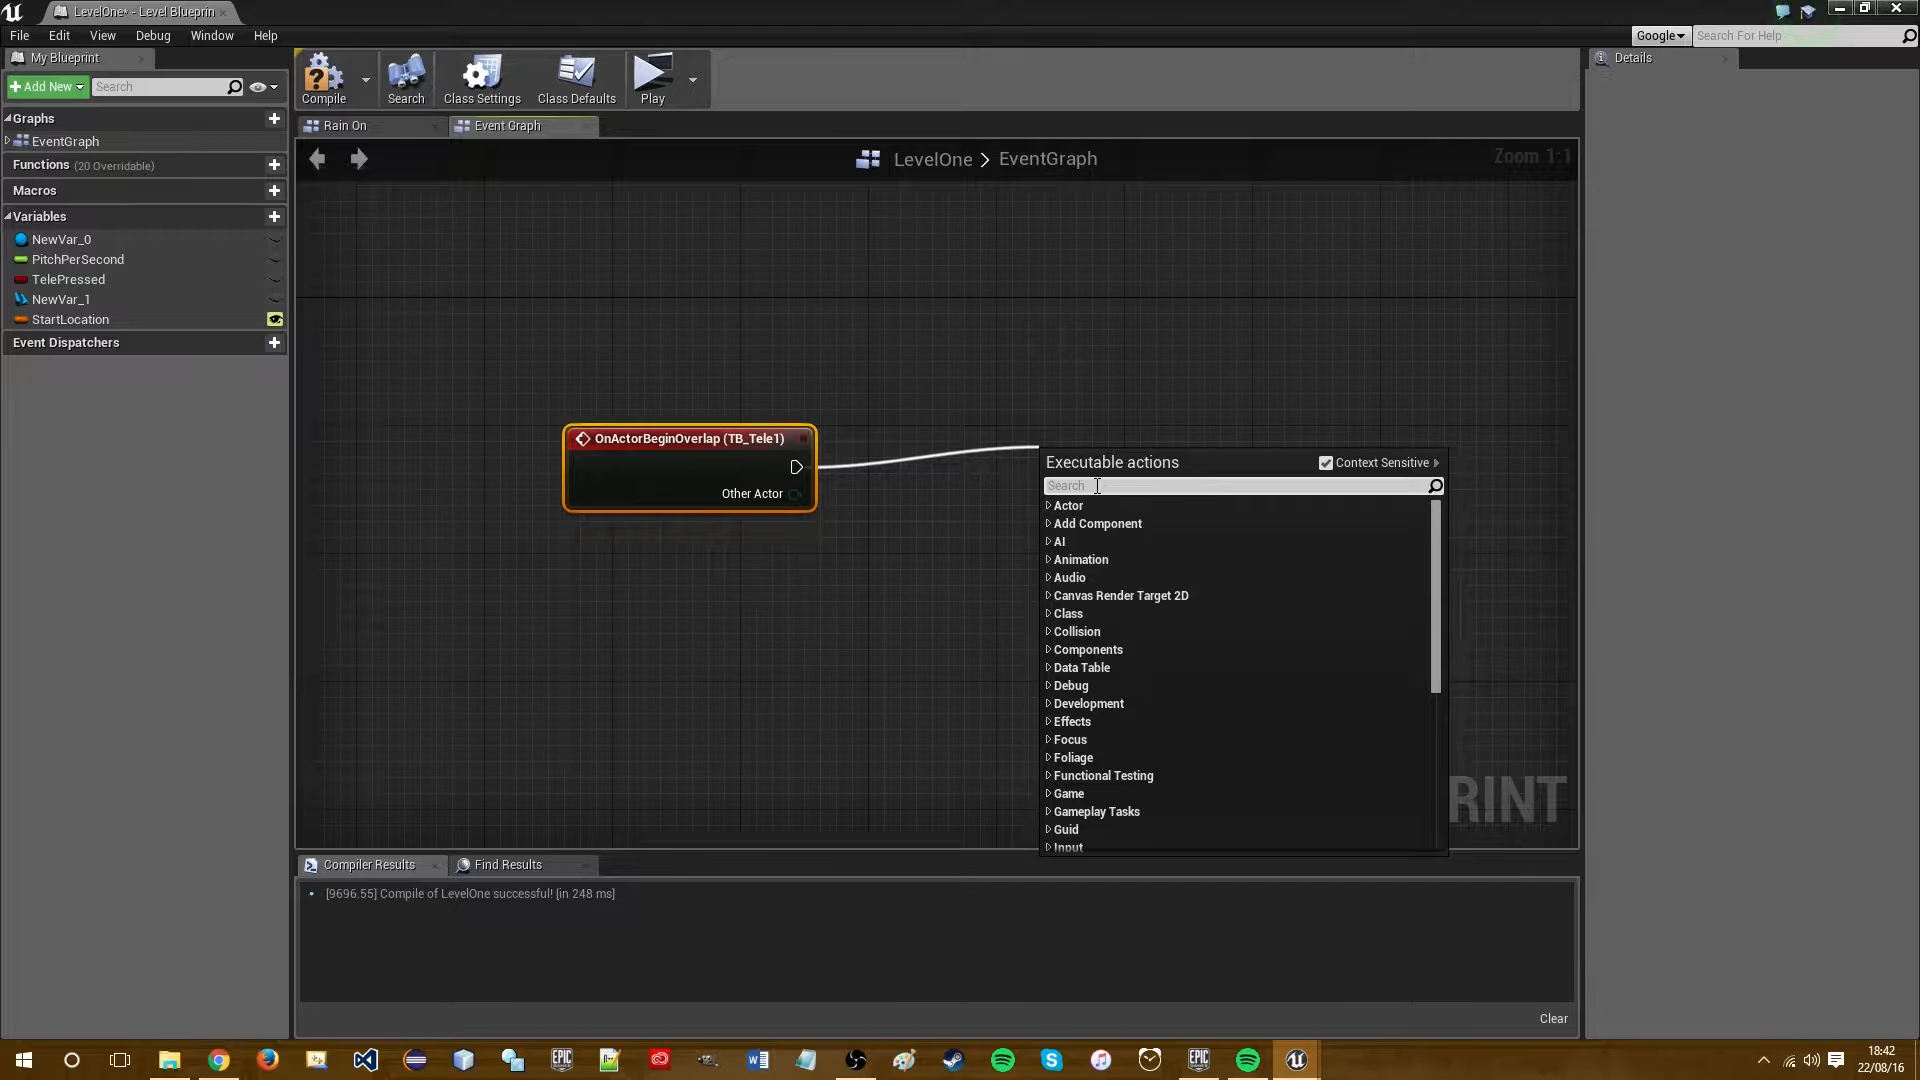 LevelOne* - Level Blueprin
File Edit View Debug Window Help
Google Search For Help
My Blueprint
Details
Add New Search
Compile Search Class Settings Class Defaults Play
Graphs
EventGraph
Functions (20 Overridable)
Macros
Variables
NewVar_0
PitchPerSecond
TelePressed
NewVar_1
StartLocation
Event Dispatchers
Rain On Event Graph
LevelOne > EventGraph
Zoom 1:1
OnActorBeginOverlap (TB_Tele1)
Other Actor
Executable actions Context Sensitive
Search
Actor
Add Component
AI
Animation
Audio
Canvas Render Target 2D
Class
Collision
Components
Data Table
Debug
Development
Effects
Focus
Foliage
Functional Testing
Game
Gameplay Tasks
Guid
Input
RINT
Compiler Results Find Results
[9696.55] Compile of LevelOne successful! [in 248 ms]
Clear
EPIC
EPIC
18:42
22/08/16